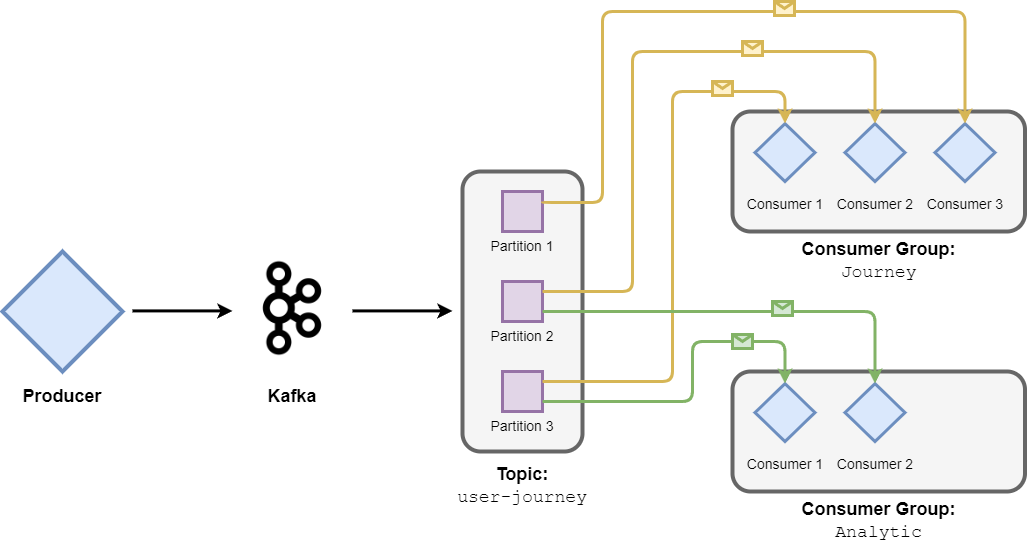 Producer
Kafka
Partition 1
Partition 2
Partition 3
Topic:
user-journey
Consumer 1 Consumer 2 Consumer 3
Consumer Group:
Journey
Consumer 1 Consumer 2
Consumer Group:
Analytic